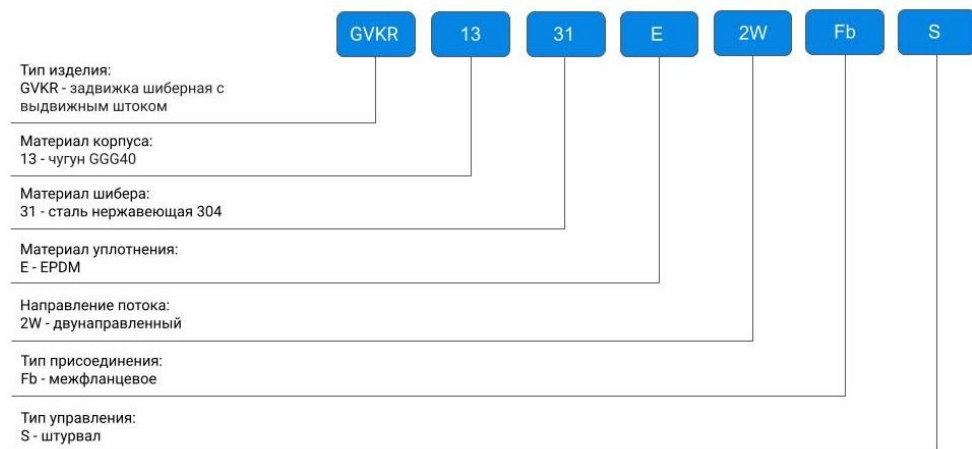 GVKR 13 31 E 2W Fb S
Тип изделия:
GVKR - задвижка шиберная с
выдвижным штоком
Материал корпуса:
13 - чугун GGG40
Материал шибера:
31 - сталь нержавеющая 304
Материал уплотнения:
E - EPDM
Направление потока:
2W - двунаправленный
Тип присоединения:
Fb - межфланцевое
Тип управления:
S - штурвал